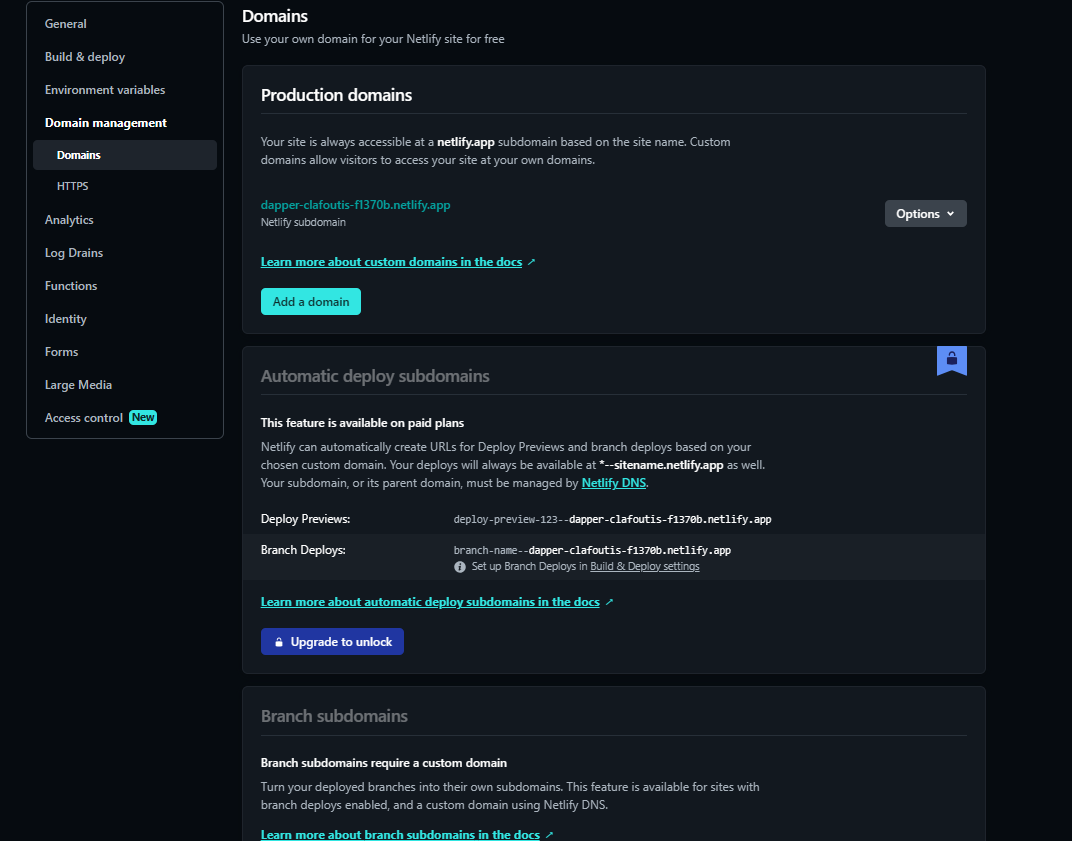 General
Build & deploy
Environment variables
Domain management
Domains
HTTPS
Analytics
Log Drains
Functions
Identity
Forms
Large Media
Access control New
Domains
Use your own domain for your Netlify site for free
Production domains
Your site is always accessible at a netlify.app subdomain based on the site name. Custom
domains allow visitors to access your site at your own domains.
dapper-clafoutis-f1370b.netlify.app
Netlify subdomain
Options
Learn more about custom domains in the docs ↗
Add a domain
Automatic deploy subdomains
This feature is available on paid plans
Netlify can automatically create URLs for Deploy Previews and branch deploys based on your
chosen custom domain. Your deploys will always be available at *--sitename.netlify.app as well.
Your subdomain, or its parent domain, must be managed by Netlify DNS.
Deploy Previews: deploy-preview-123--dapper-clafoutis-f1370b.netlify.app
Branch Deploys: branch-name--dapper-clafoutis-f1370b.netlify.app
Set up Branch Deploys in Build & Deploy settings
Learn more about automatic deploy subdomains in the docs ↗
Upgrade to unlock
Branch subdomains
Branch subdomains require a custom domain
Turn your deployed branches into their own subdomains. This feature is available for sites with
branch deploys enabled, and a custom domain using Netlify DNS.
Learn more about branch subdomains in the docs ↗